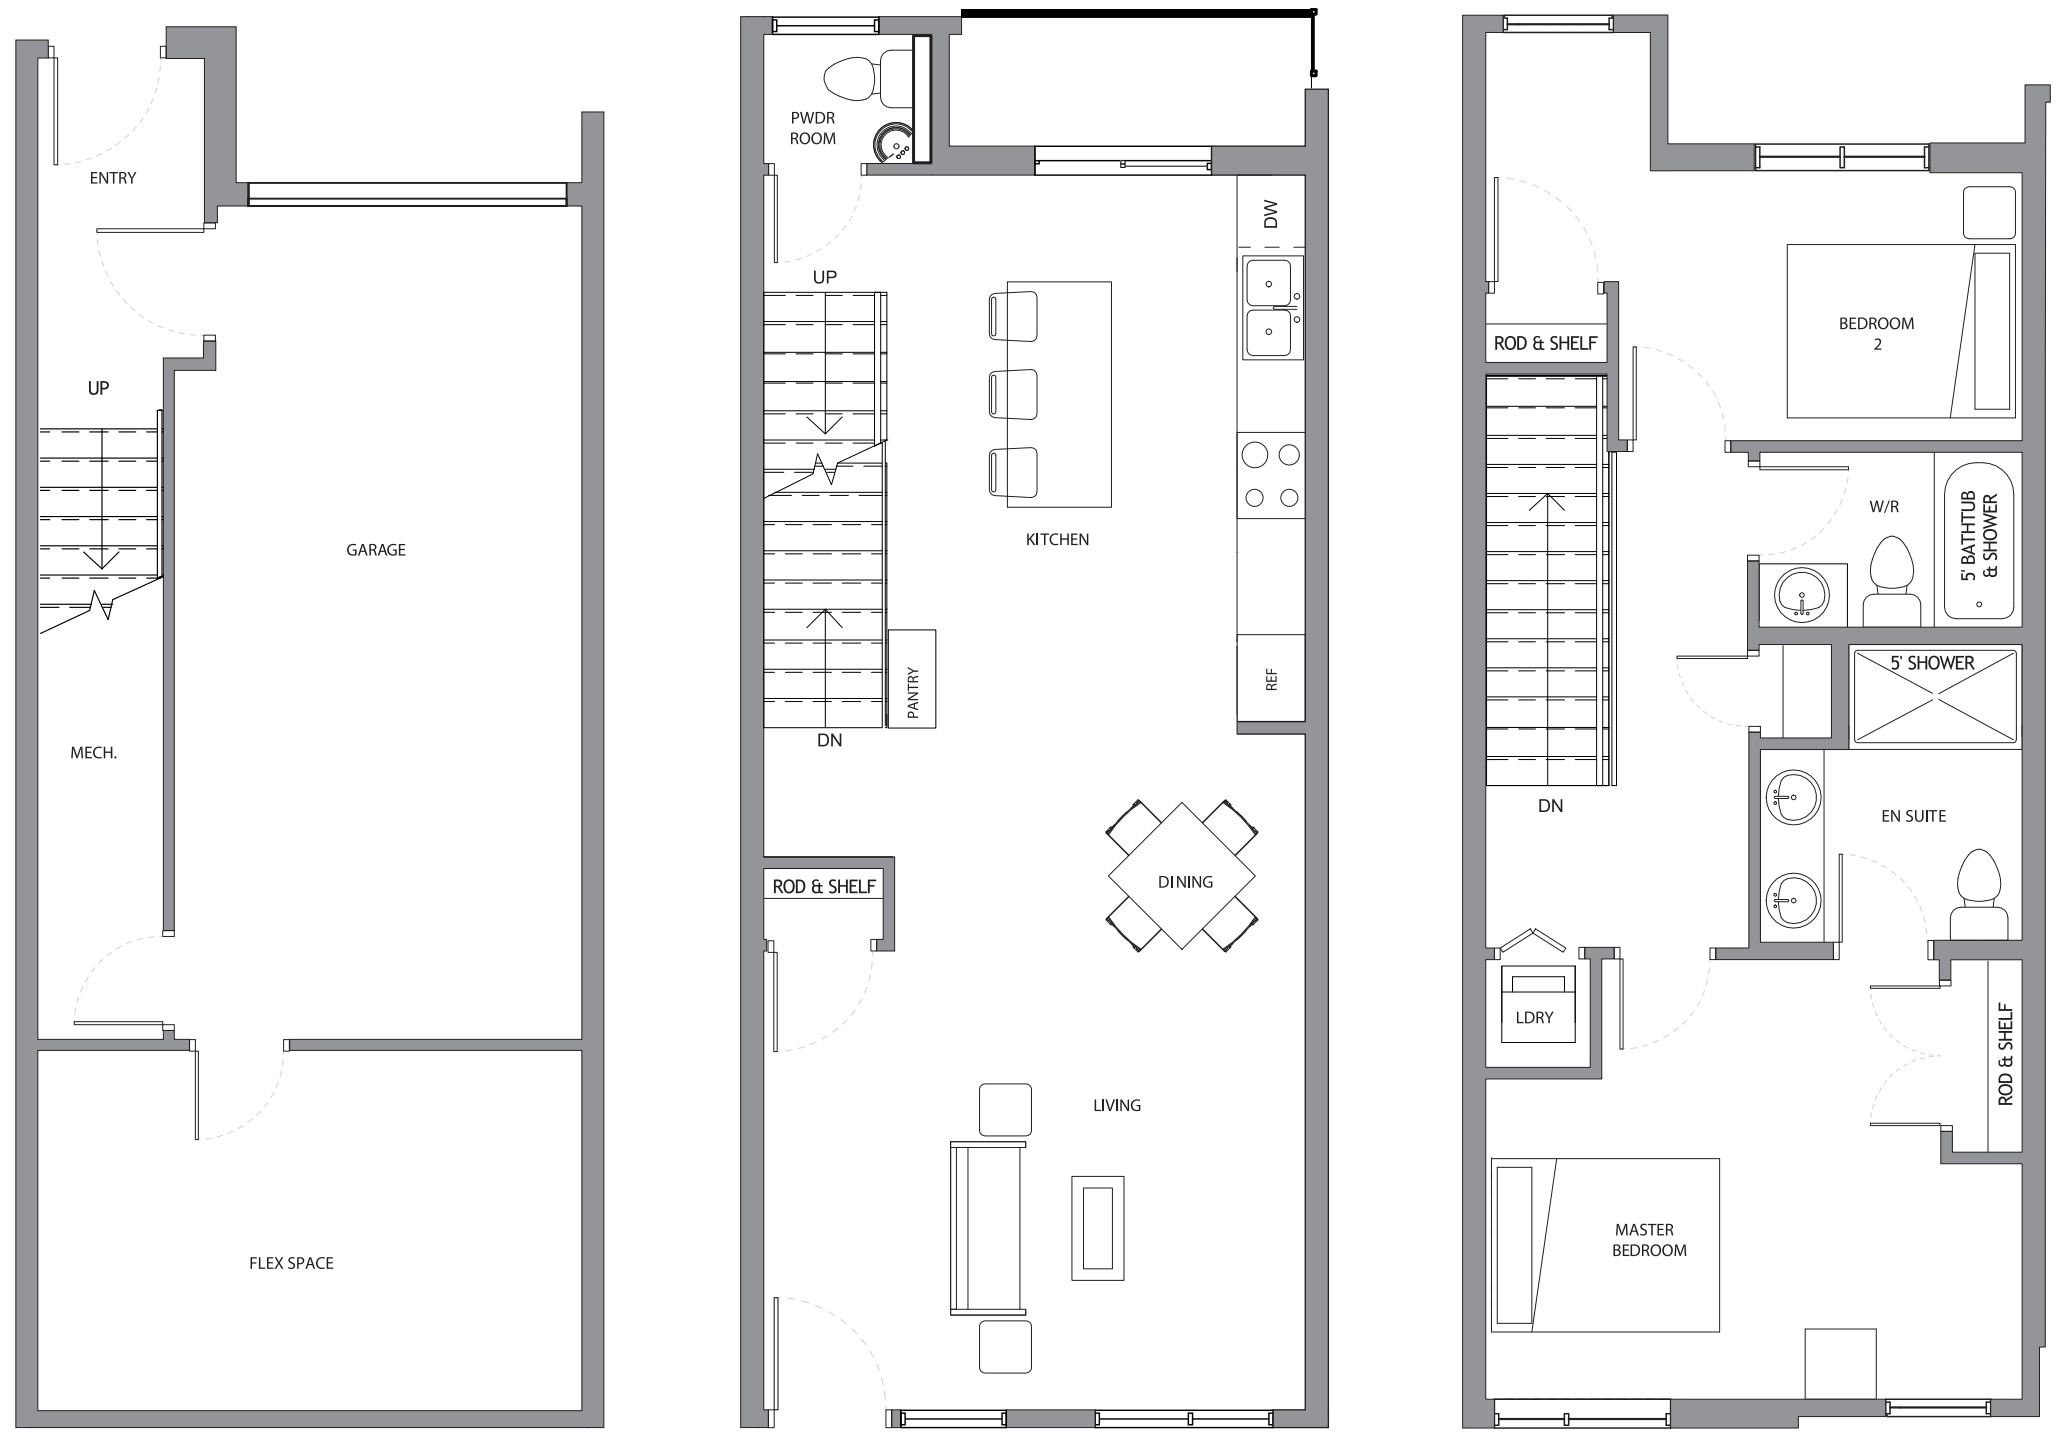 ENTRY
UP
GARAGE
MECH.
FLEX SPACE
PWDR
ROOM
UP
DW
KITCHEN
PANTRY
REF
DN
DINING
ROD & SHELF
LIVING
BEDROOM
2
ROD & SHELF
W/R
5' BATHTUB
& SHOWER
5' SHOWER
DN
EN SUITE
LDRY
ROD & SHELF
MASTER
BEDROOM